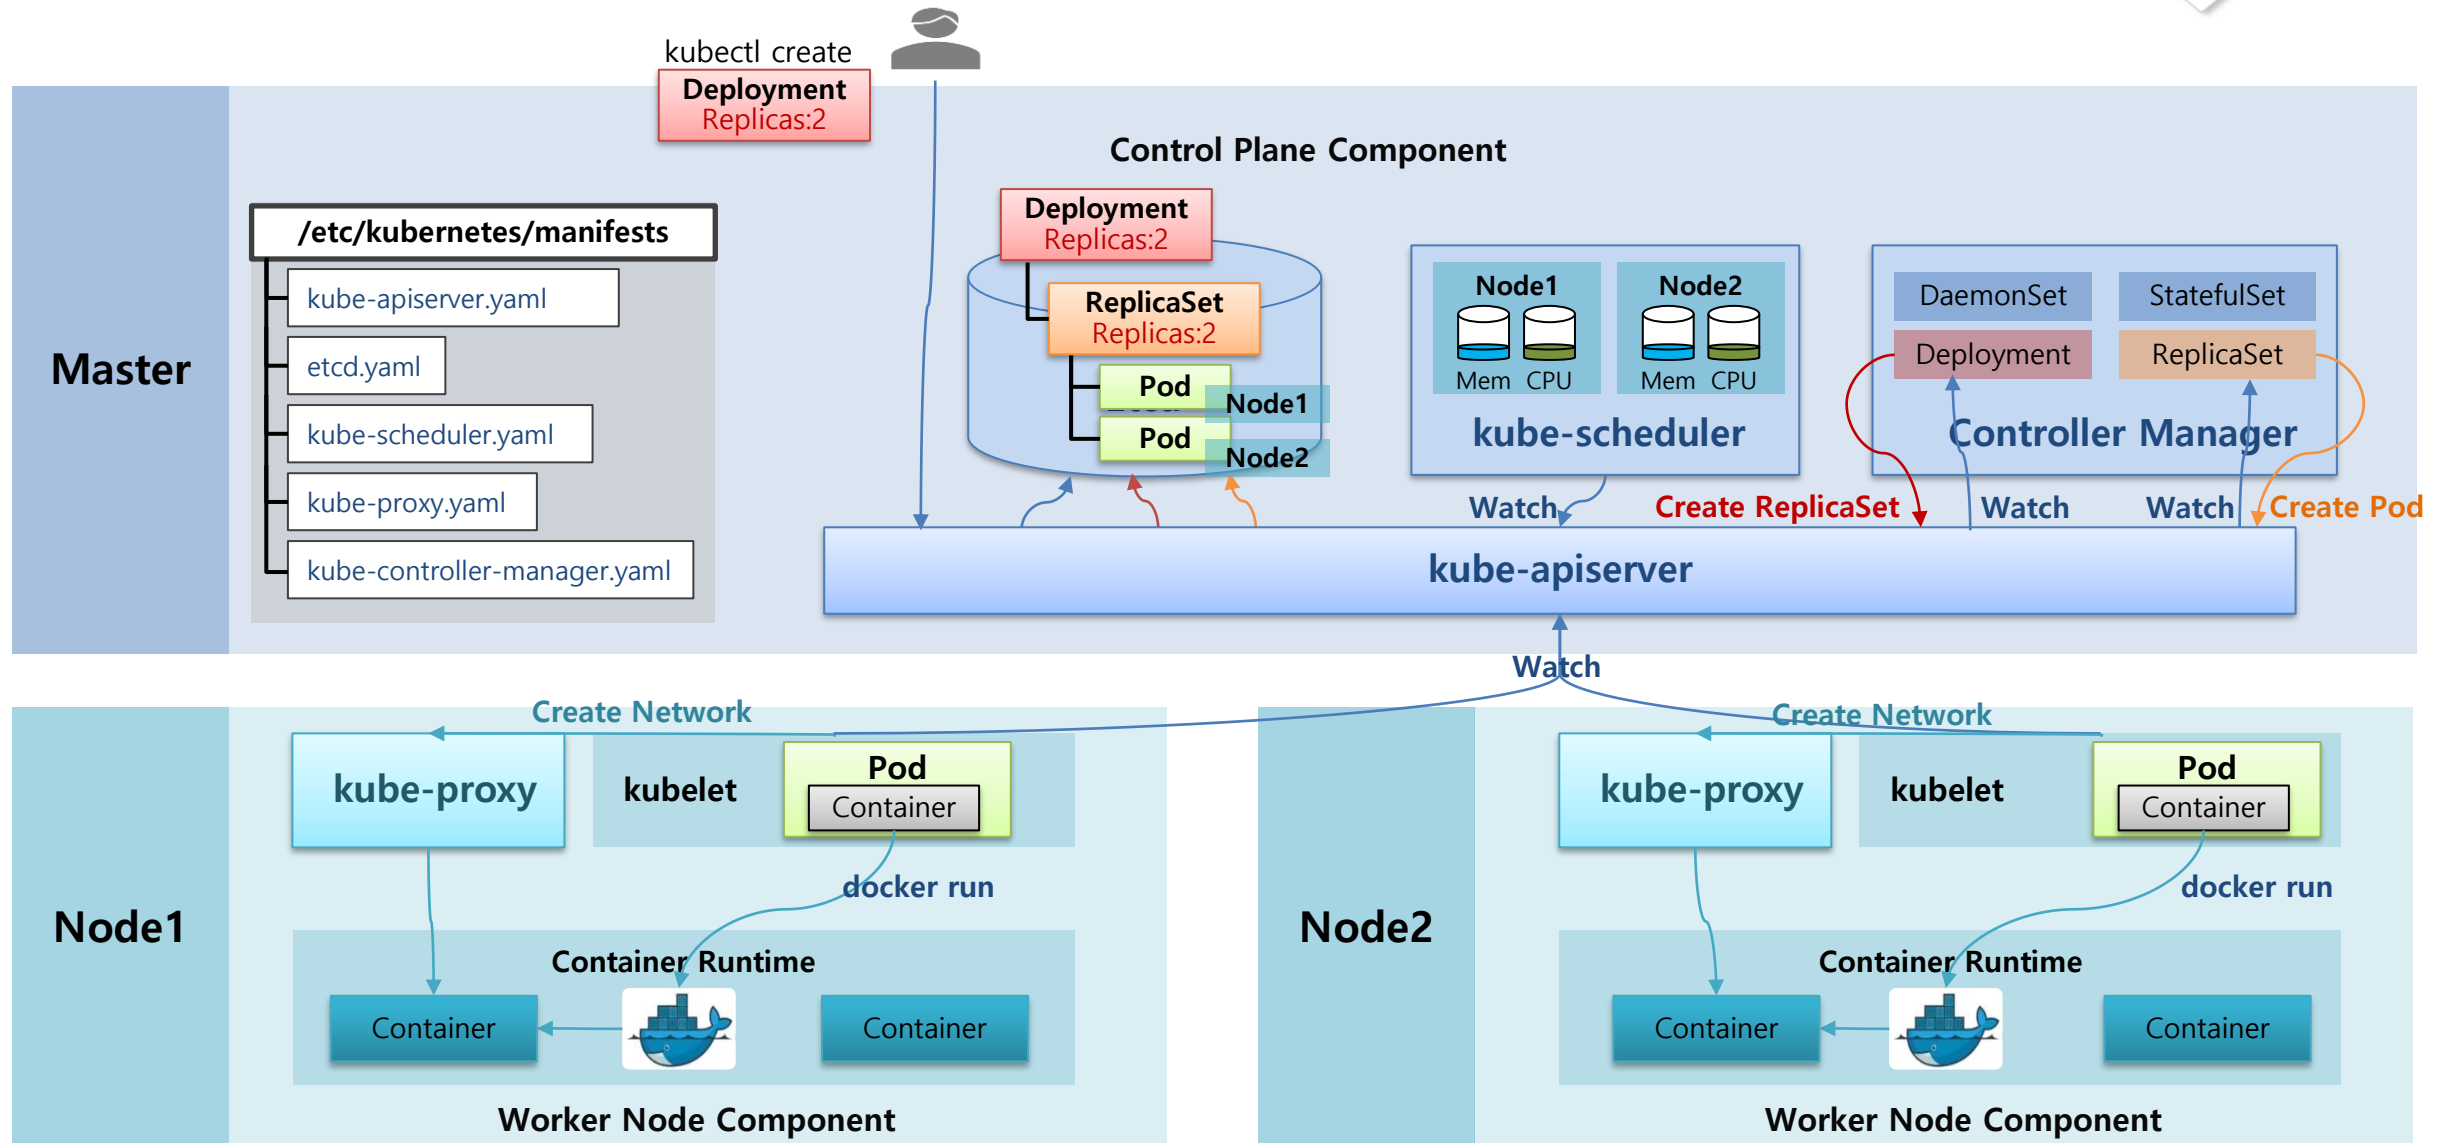 kubectl create
Deployment
Replicas:2
Control Plane Component
Master
/etc/kubernetes/manifests
kube-apiserver.yaml
etcd.yaml
kube-scheduler.yaml
kube-proxy.yaml
kube-controller-manager.yaml
Deployment
Replicas:2
ReplicaSet
Replicas:2
Pod
Node1
Pod
Node2
Node1
Mem CPU
Node2
Mem CPU
kube-scheduler
DaemonSet
StatefulSet
Deployment
ReplicaSet
Controller Manager
Watch
Create ReplicaSet
Watch
Watch
Create Pod
kube-apiserver
Watch
Node1
Create Network
kube-proxy
kubelet
Pod
Container
docker run
Container Runtime
Container
Container
Worker Node Component
Node2
Create Network
kube-proxy
kubelet
Pod
Container
docker run
Container Runtime
Container
Container
Worker Node Component